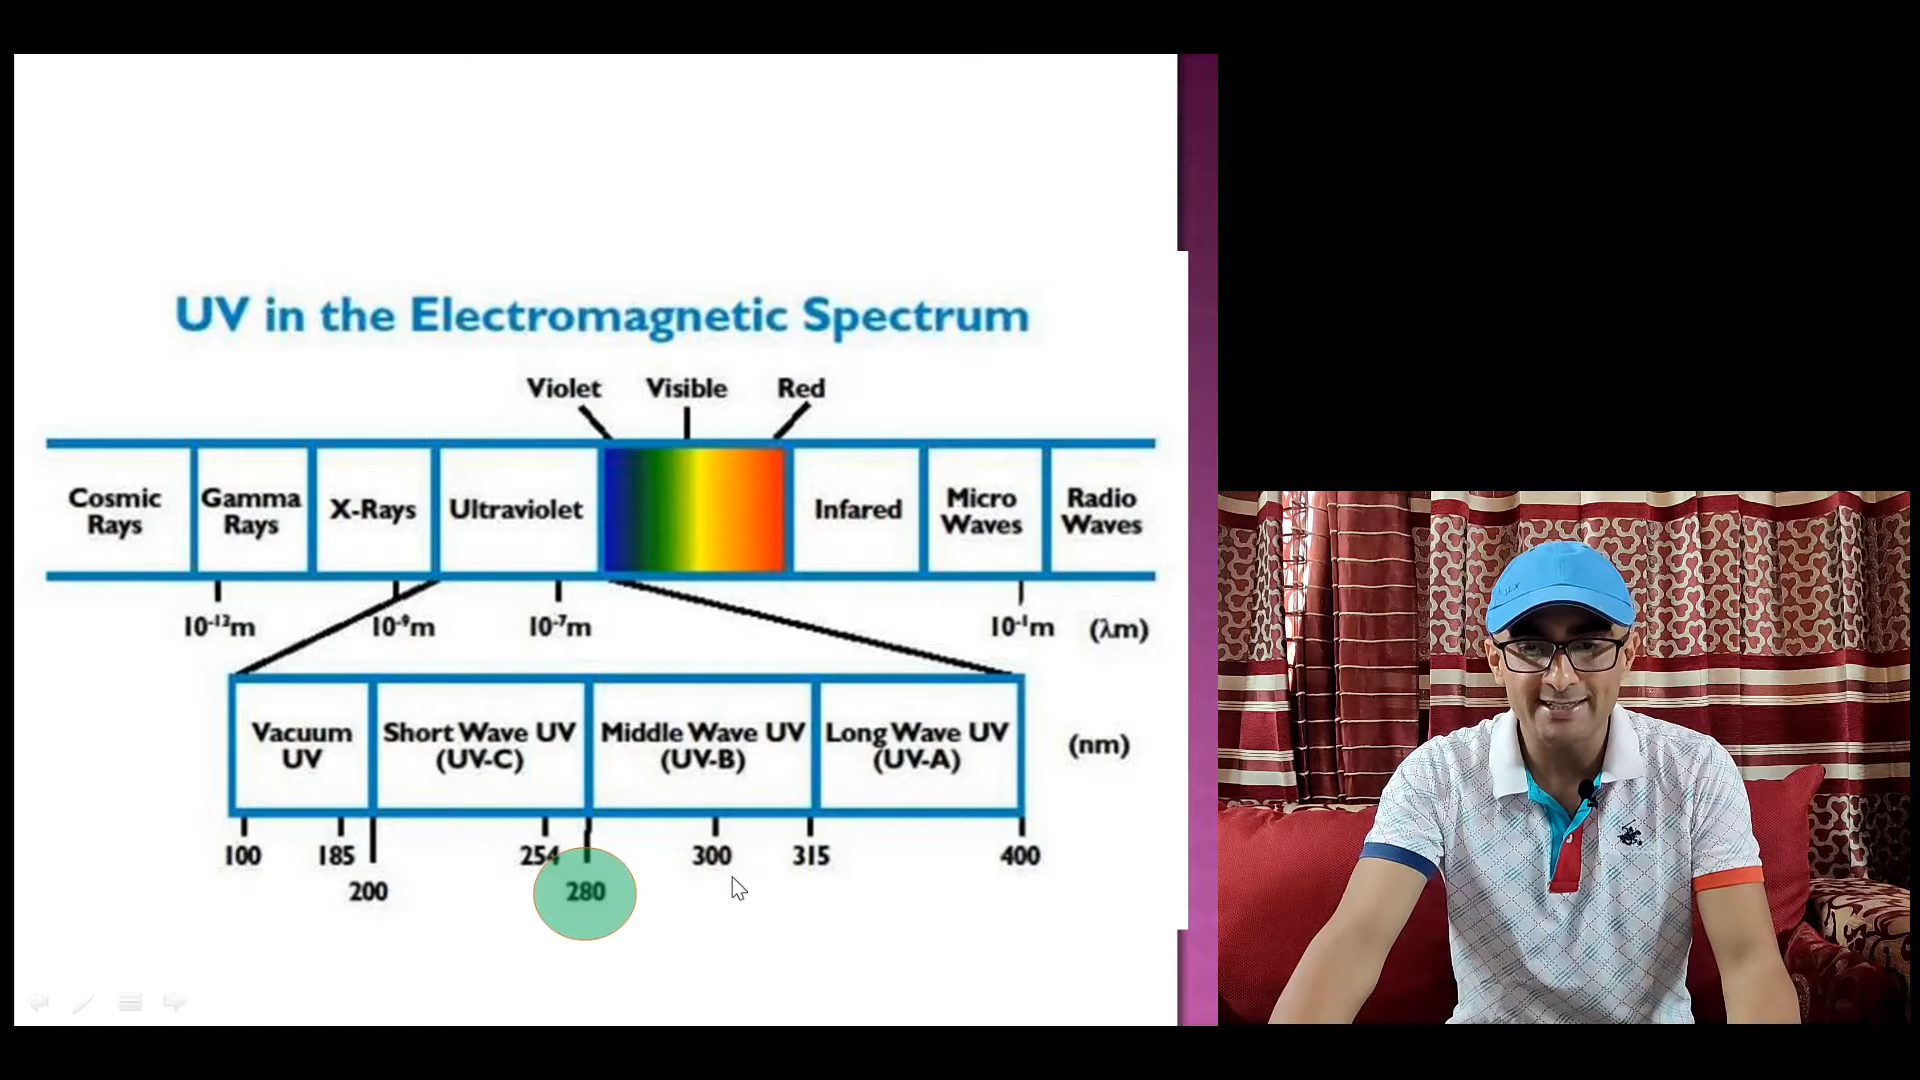 UV in the Electromagnetic Spectrum
Violet Visible Red
Cosmic Rays
Gamma Rays
X-Rays
Ultraviolet
Infared
Micro Waves
Radio Waves
10⁻¹²m 10⁻⁹m 10⁻⁷m 10⁻¹m (λm)
Vacuum UV
Short Wave UV (UV-C)
Middle Wave UV (UV-B)
Long Wave UV (UV-A)
(nm)
100 185 254 300 315 400
200 280